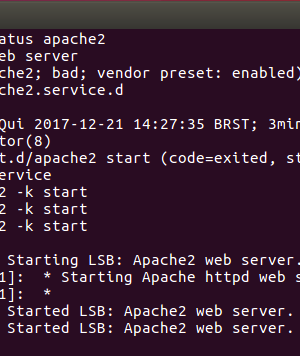 atus apache2
eb server
che2; bad; vendor preset: enabled)
che2.service.d
Qui 2017-12-21 14:27:35 BRST; 3min
tor(8)
t.d/apache2 start (code=exited, st
ervice
2 -k start
2 -k start
2 -k start
Starting LSB: Apache2 web server.
1]: * Starting Apache httpd web s
1]: *
Started LSB: Apache2 web server.
Started LSB: Apache2 web server.